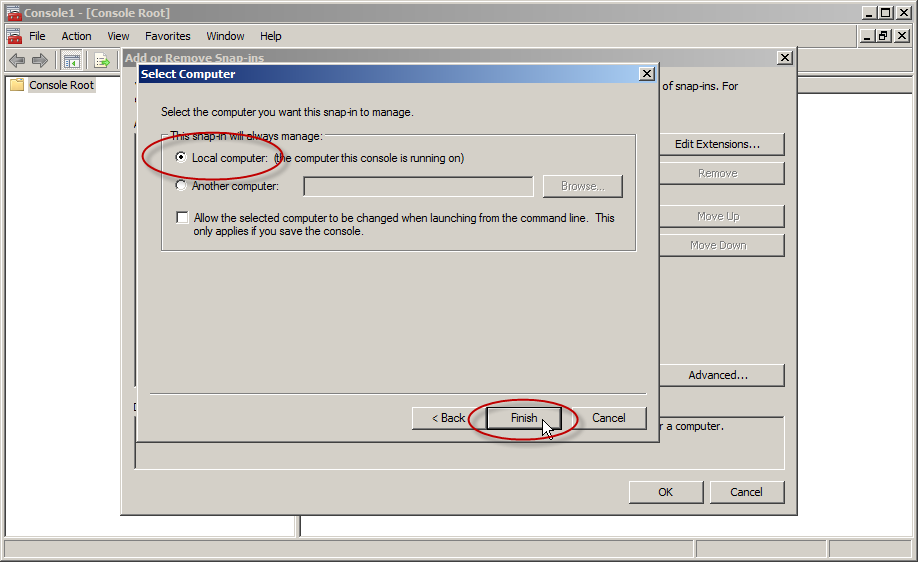 Console1 - [Console Root]
File Action View Favorites Window Help
Add or Remove Snap-ins
Console Root
Select Computer
of snap-ins. For
Select the computer you want this snap-in to manage.
This snap-in will always manage:
Local computer: (the computer this console is running on)
Another computer:
Browse...
Allow the selected computer to be changed when launching from the command line. This
only applies if you save the console.
Edit Extensions...
Remove
Move Up
Move Down
Advanced...
< Back
Finish
Cancel
r a computer.
OK
Cancel